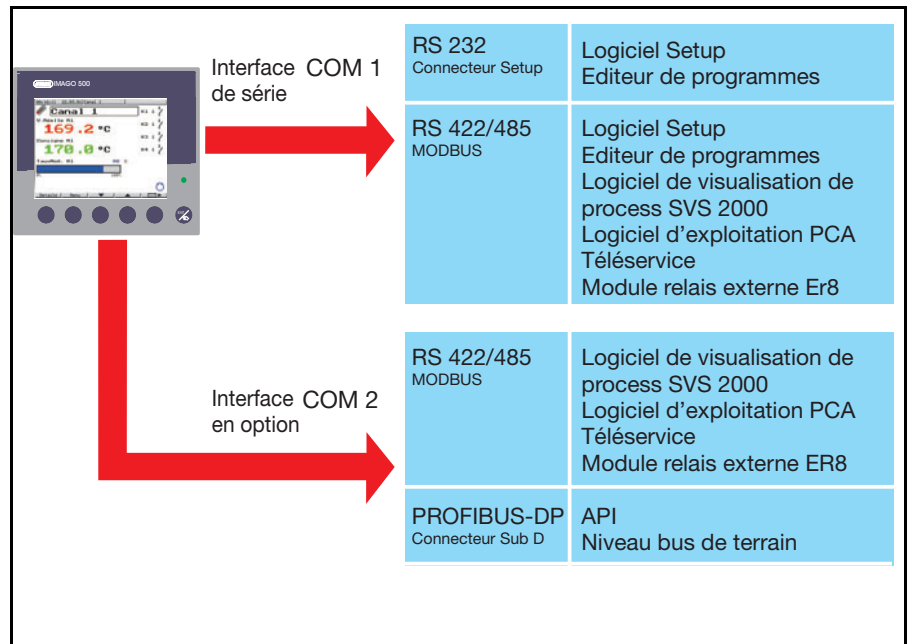 IMAGO 500
Canal 1
169.2 °C
170.0 °C
Interface COM 1
de série
RS 232
Connecteur Setup
Logiciel Setup
Editeur de programmes
RS 422/485
MODBUS
Logiciel Setup
Editeur de programmes
Logiciel de visualisation de
process SVS 2000
Logiciel d'exploitation PCA
Téléservice
Module relais externe Er8
Interface COM 2
en option
RS 422/485
MODBUS
Logiciel de visualisation de
process SVS 2000
Logiciel d'exploitation PCA
Téléservice
Module relais externe ER8
PROFIBUS-DP
Connecteur Sub D
API
Niveau bus de terrain